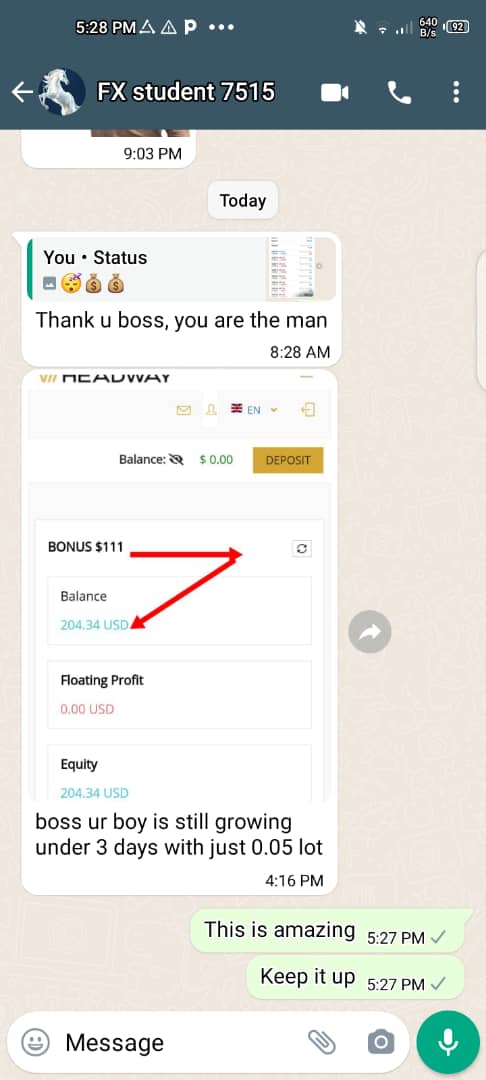 5:28 PM P
640 B/s 92
FX student 7515
9:03 PM
Today
You • Status
Thank u boss, you are the man
8:28 AM
HEADWAY
EN
Balance: $ 0.00 DEPOSIT
BONUS $111
Balance
204.34 USD
Floating Profit
0.00 USD
Equity
204.34 USD
boss ur boy is still growing
under 3 days with just 0.05 lot
4:16 PM
This is amazing 5:27 PM
Keep it up 5:27 PM
Message